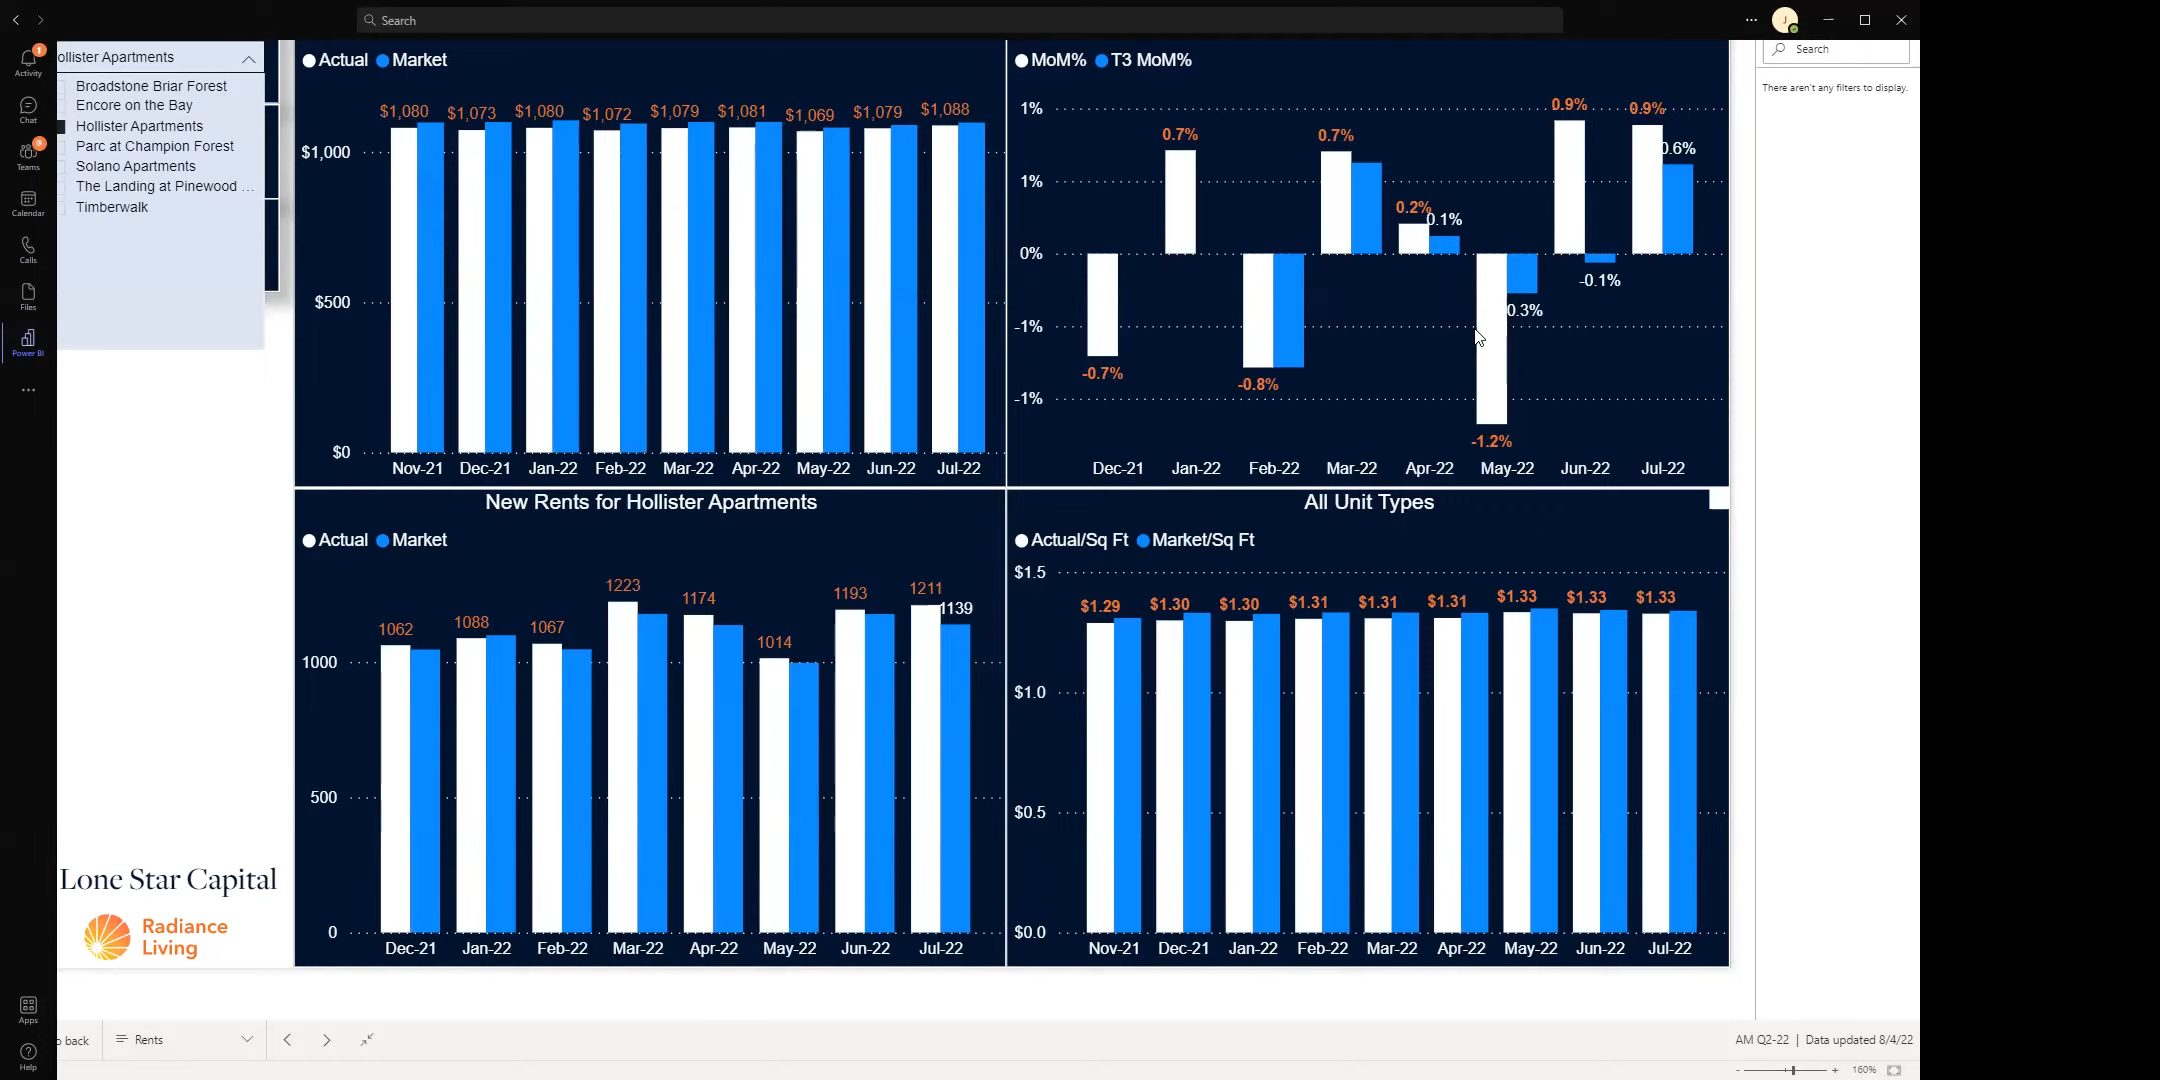 Search
Activity
Chat
Teams
Calendar
Calls
Files
Power BI
Apps
Help
ollister Apartments
Broadstone Briar Forest
Encore on the Bay
Hollister Apartments
Parc at Champion Forest
Solano Apartments
The Landing at Pinewood ...
Timberwalk
Lone Star Capital
Radiance
Living
Actual Market
$1,080 $1,073 $1,080 $1,072 $1,079 $1,081 $1,069 $1,079 $1,088
$1,000
$500
$0
Nov-21 Dec-21 Jan-22 Feb-22 Mar-22 Apr-22 May-22 Jun-22 Jul-22
MoM% T3 MoM%
1%
1%
0%
-1%
-1%
-0.7% 0.7% -0.8% 0.7% 0.2% 0.1% -1.2% 0.3% 0.9% -0.1% 0.9% 0.6%
Dec-21 Jan-22 Feb-22 Mar-22 Apr-22 May-22 Jun-22 Jul-22
New Rents for Hollister Apartments
Actual Market
1062 1088 1067 1223 1174 1014 1193 1211 1139
1000
500
0
Dec-21 Jan-22 Feb-22 Mar-22 Apr-22 May-22 Jun-22 Jul-22
All Unit Types
Actual/Sq Ft Market/Sq Ft
$1.5
$1.29 $1.30 $1.30 $1.31 $1.31 $1.31 $1.33 $1.33 $1.33
$1.0
$0.5
$0.0
Nov-21 Dec-21 Jan-22 Feb-22 Mar-22 Apr-22 May-22 Jun-22 Jul-22
Search
There aren't any filters to display.
o back
Rents
AM Q2-22 | Data updated 8/4/22
- + 160%
J